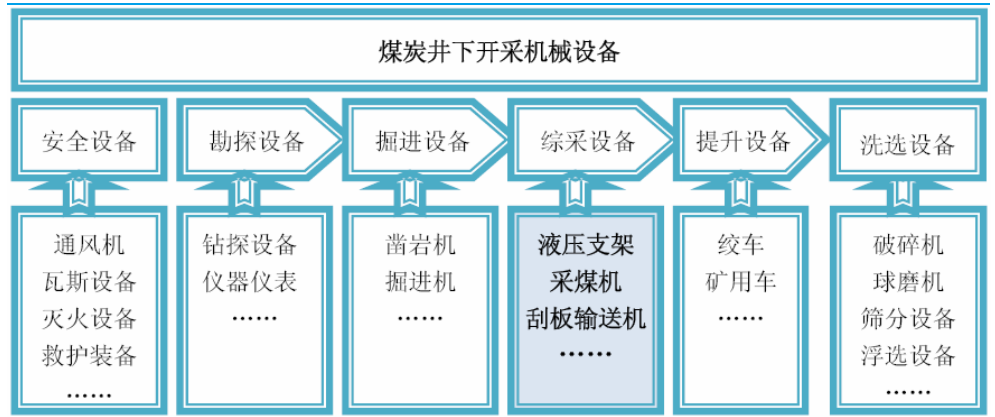 煤炭井下开采机械设备
安全设备
勘探设备
掘进设备
综采设备
提升设备
洗选设备
通风机
瓦斯设备
灭火设备
救护装备
……
钻探设备
仪器仪表
……
凿岩机
掘进机
……
液压支架
采煤机
刮板输送机
……
绞车
矿用车
……
破碎机
球磨机
筛分设备
浮选设备
……